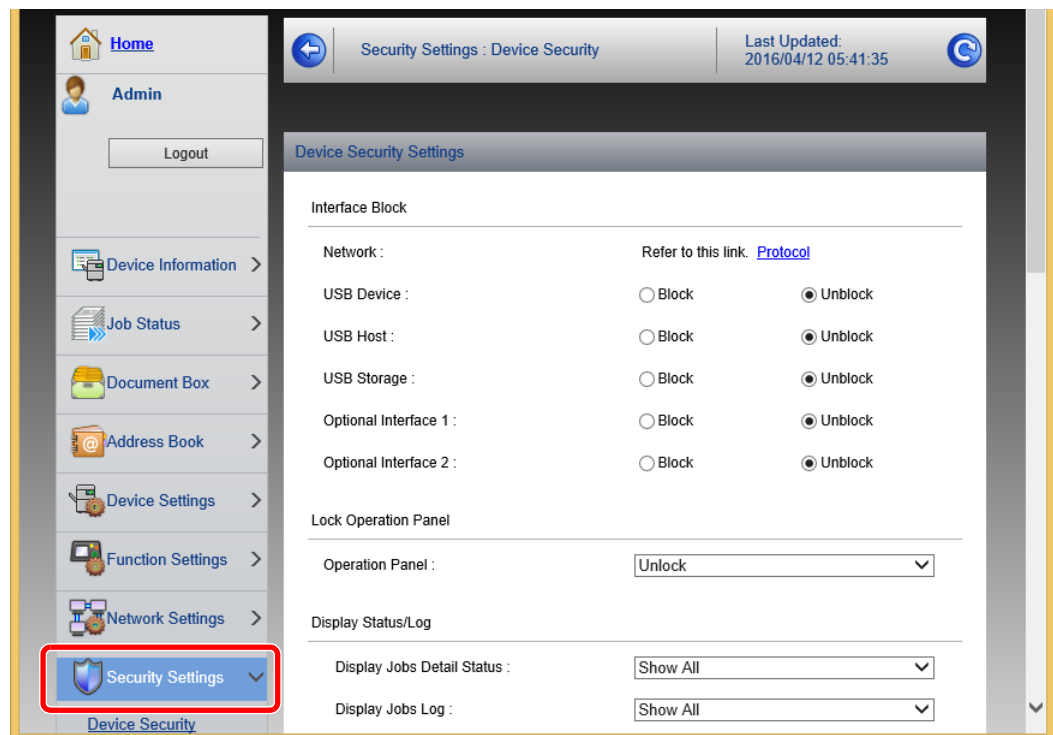 Home
Admin
Logout
Device Information
Job Status
Document Box
Address Book
Device Settings
Function Settings
Network Settings
Security Settings
Device Security
Security Settings : Device Security
Last Updated:
2016/04/12 05:41:35
Device Security Settings
Interface Block
Network : Refer to this link. Protocol
USB Device : Block Unblock
USB Host : Block Unblock
USB Storage : Block Unblock
Optional Interface 1 : Block Unblock
Optional Interface 2 : Block Unblock
Lock Operation Panel
Operation Panel : Unlock
Display Status/Log
Display Jobs Detail Status : Show All
Display Jobs Log : Show All